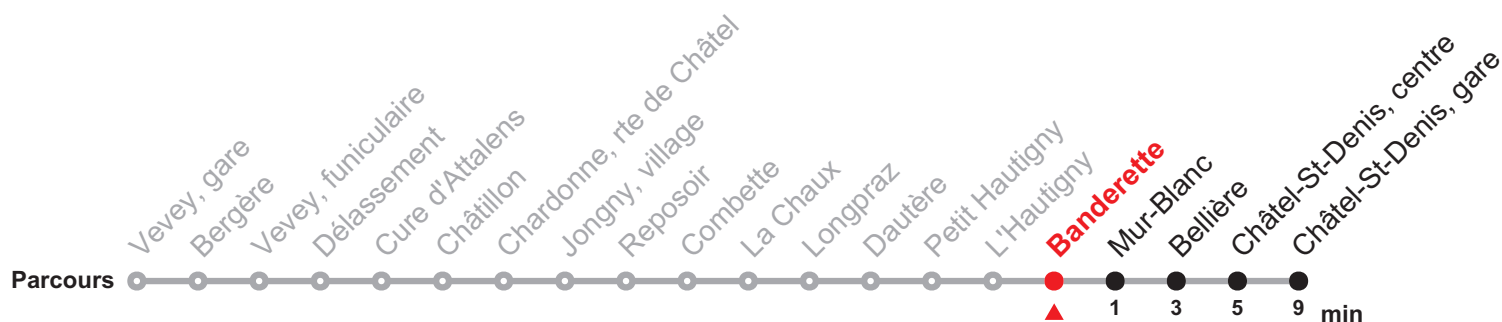 Vevey, gare
Bergère
Vevey, funiculaire
Délassement
Cure d'Attalens
Châtillon
Chardonne, rte de Châtel
Jongny, village
Reposoir
Combette
La Chaux
Longpraz
Dautère
Petit Hautigny
L'Hautigny
Banderette
Mur-Blanc
Bellière
Châtel-St-Denis, centre
Châtel-St-Denis, gare
Parcours
1 3 5 9 min